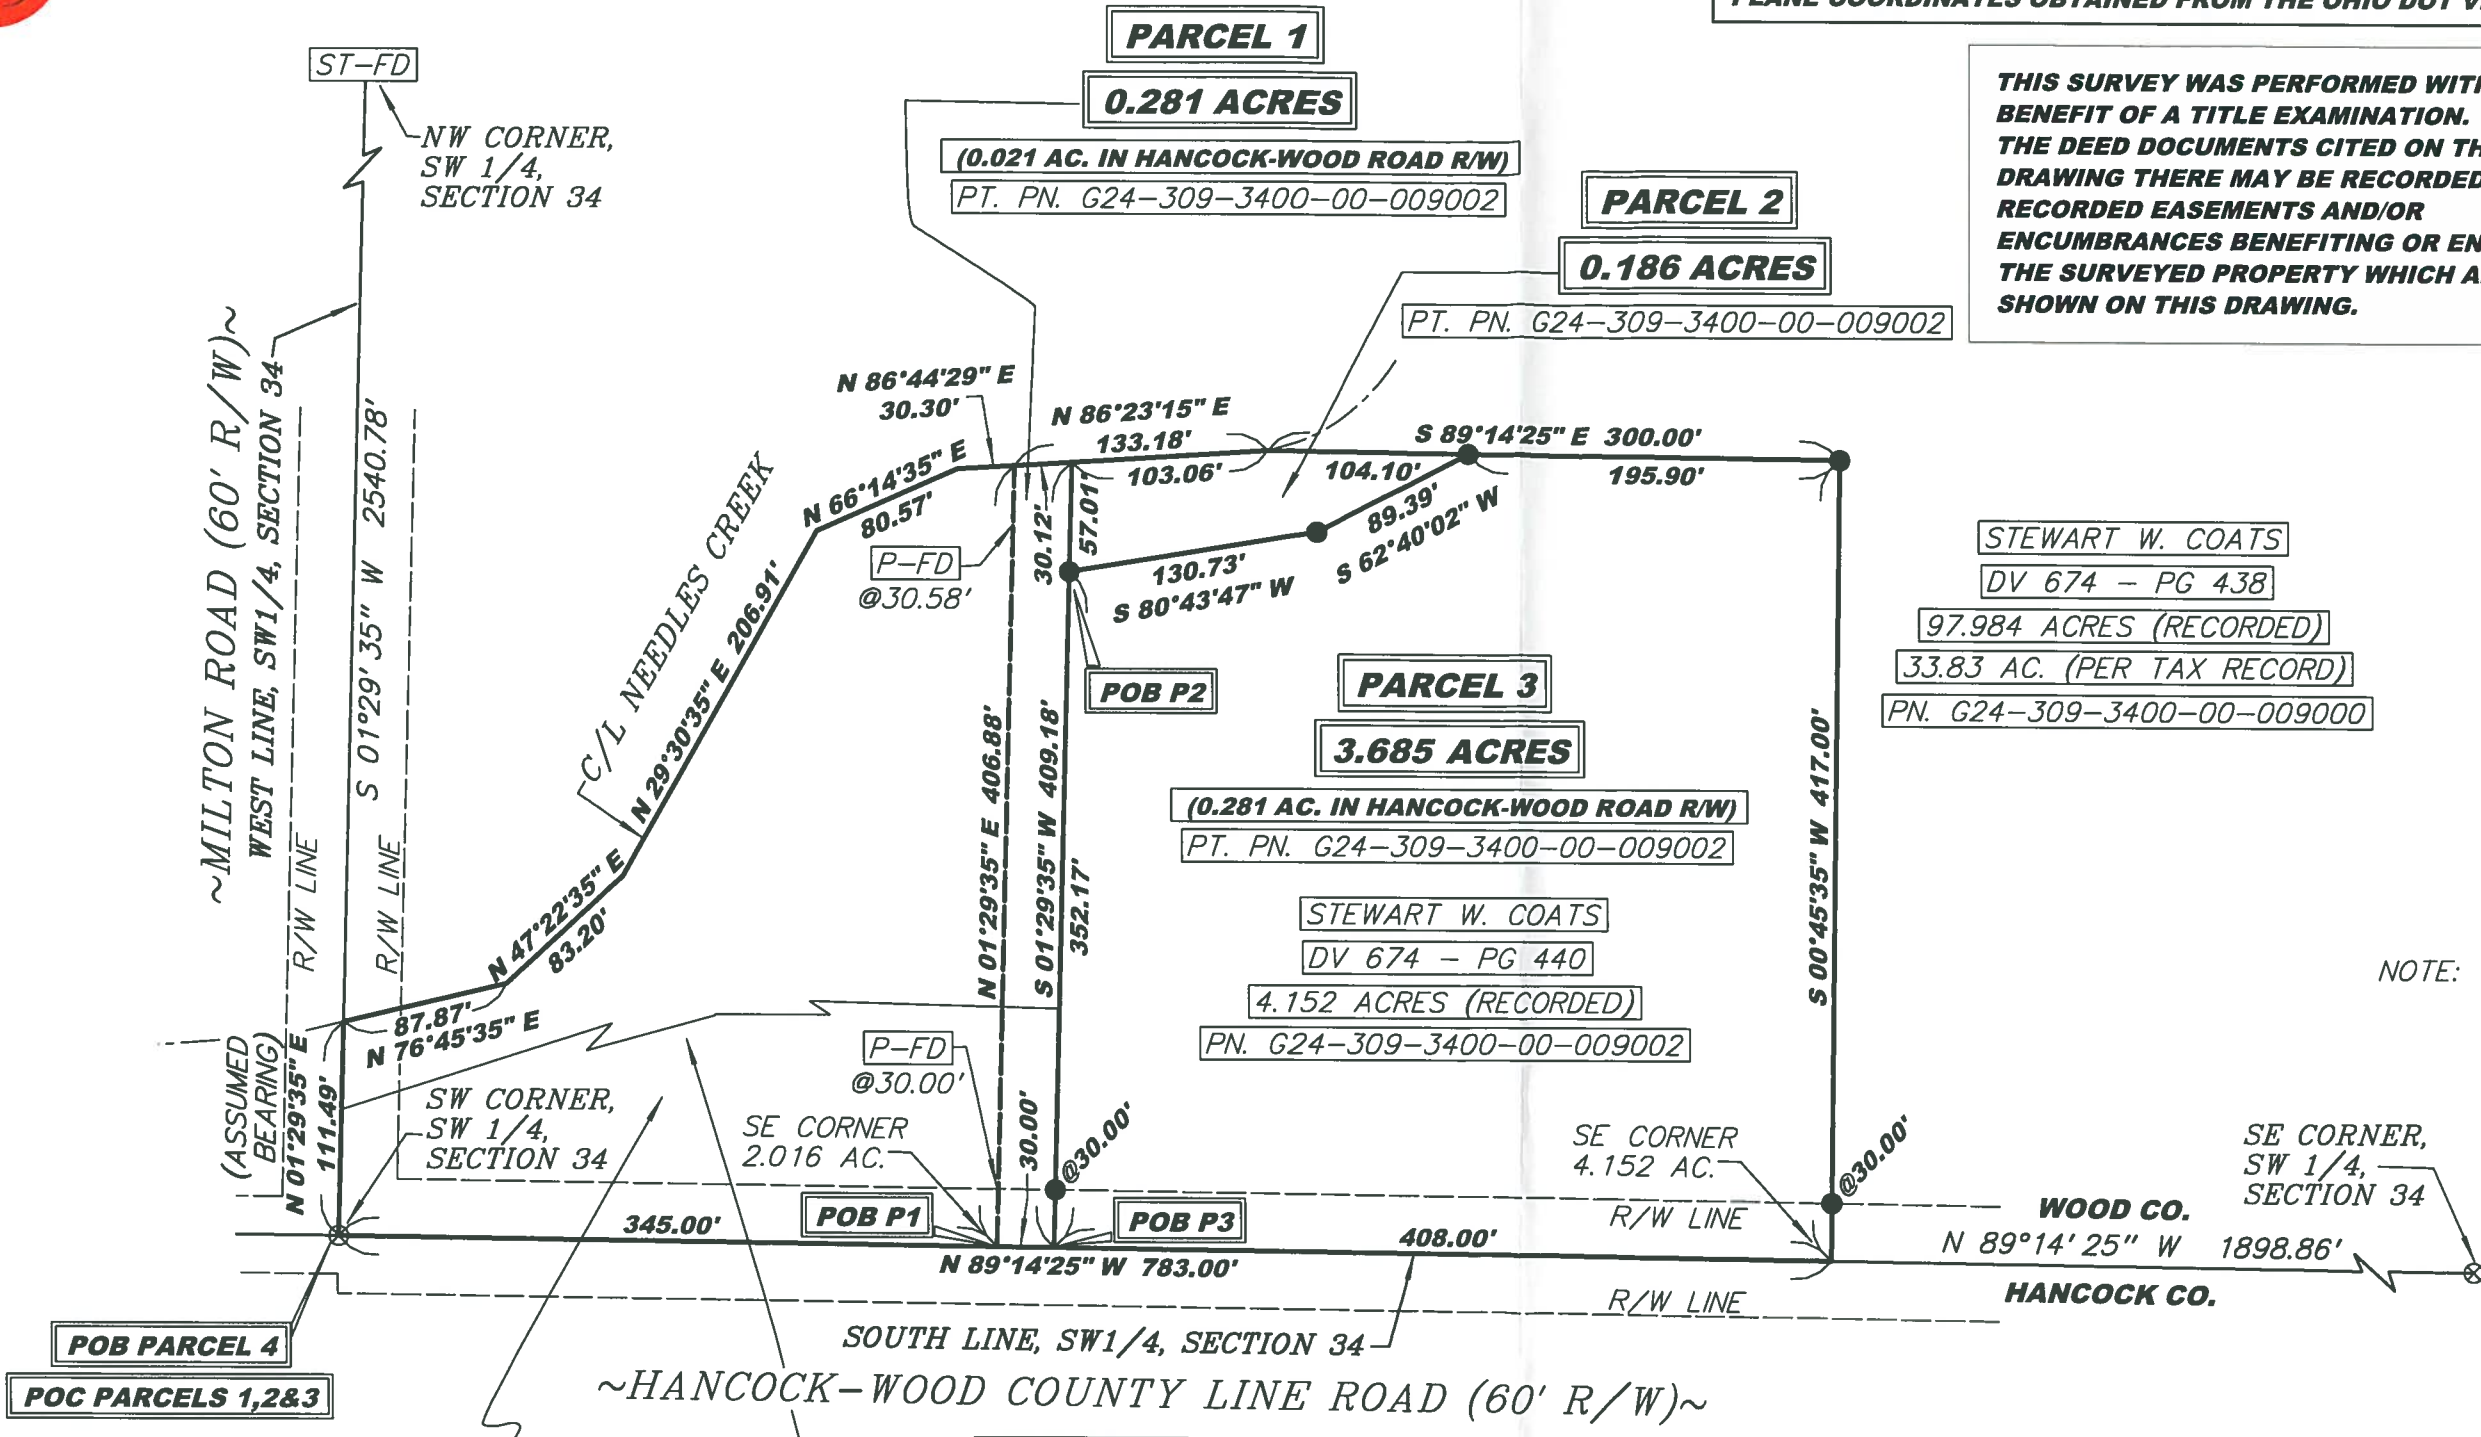 PARCEL 1
0.281 ACRES
(0.021 AC. IN HANCOCK-WOOD ROAD R/W)
PT. PN. G24-309-3400-00-009002
PLANE COORDINATES OBTAINED FROM THE OHIO DOT
THIS SURVEY WAS PERFORMED
BENEFIT OF A TITLE EXAMINATION.
THE DEED DOCUMENTS CITED ON
DRAWING THERE MAY BE RECORDED
RECORDED EASEMENTS AND/OR
ENCUMBRANCES BENEFITING OR
THE SURVEYED PROPERTY WHICH
SHOWN ON THIS DRAWING.
ST-FD
NW CORNER,
SW 1/4,
SECTION 34
PARCEL 2
0.186 ACRES
PT. PN. G24-309-3400-00-009002
~MILTON ROAD (60' R/W)~
WEST LINE, SW1/4, SECTION 34
S 01°29'35" W 2540.78'
R/W LINE
R/W LINE
N 86°44'29" E
30.30'
N 86°23'15" E
133.18'
103.06'
S 89°14'25" E 300.00'
104.10'
195.90'
N 66°14'35" E
80.57'
C/L NEEDLES CREEK
N 29°30'35" E 206.91'
P-FD
@30.58'
30.12'
57.01'
89.39'
S 62°40'02" W
130.73'
S 80°43'47" W
POB P2
STEWART W. COATS
DV 674 - PG 438
97.984 ACRES (RECORDED)
33.83 AC. (PER TAX RECORD)
PN. G24-309-3400-00-009000
PARCEL 3
3.685 ACRES
(0.281 AC. IN HANCOCK-WOOD ROAD R/W)
PT. PN. G24-309-3400-00-009002
STEWART W. COATS
DV 674 - PG 440
4.152 ACRES (RECORDED)
PN. G24-309-3400-00-009002
N 01°29'35" E 406.88'
S 01°29'35" W 409.18'
352.17'
S 00°45'35" W 417.00'
NOTE:
N 47°22'35" E
83.20'
87.87'
N 76°45'35" E
(ASSUMED
BEARING)
N 01°29'35" E
111.49'
SW CORNER,
SW 1/4,
SECTION 34
P-FD
@30.00'
SE CORNER
2.016 AC.
30.00'
@30.00'
SE CORNER
4.152 AC.
@30.00'
SE CORNER,
SW 1/4,
SECTION 34
POB P1
POB P3
345.00'
408.00'
R/W LINE
WOOD CO.
N 89°14'25" W 783.00'
N 89°14'25" W 1898.86'
HANCOCK CO.
R/W LINE
SOUTH LINE, SW1/4, SECTION 34
POB PARCEL 4
POC PARCELS 1,2&3
~HANCOCK-WOOD COUNTY LINE ROAD (60' R/W)~